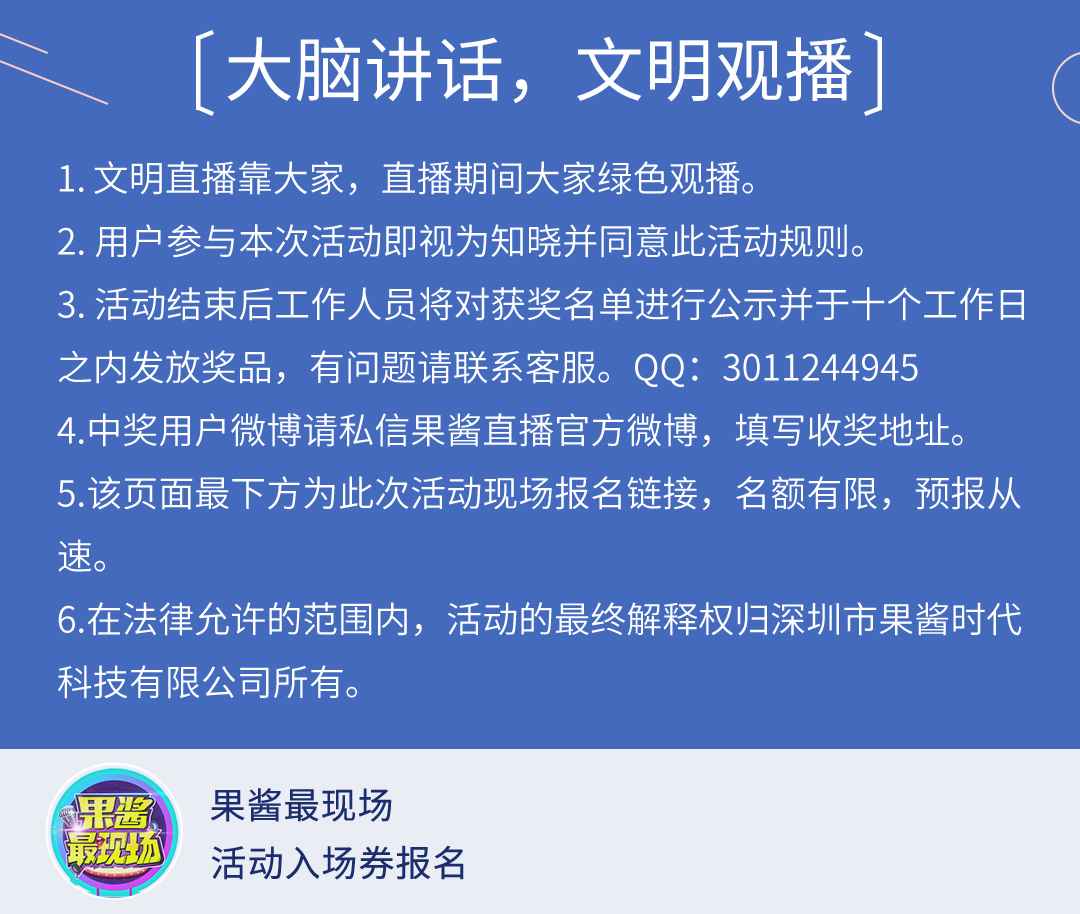 [大脑讲话，文明观播]
1. 文明直播靠大家，直播期间大家绿色观播。
2. 用户参与本次活动即视为知晓并同意此活动规则。
3. 活动结束后工作人员将对获奖名单进行公示并于十个工作日
之内发放奖品，有问题请联系客服。QQ：3011244945
4.中奖用户微博请私信果酱直播官方微博，填写收奖地址。
5.该页面最下方为此次活动现场报名链接，名额有限，预报从
速。
6.在法律允许的范围内，活动的最终解释权归深圳市果酱时代
科技有限公司所有。
果酱
最现场
果酱最现场
活动入场券报名